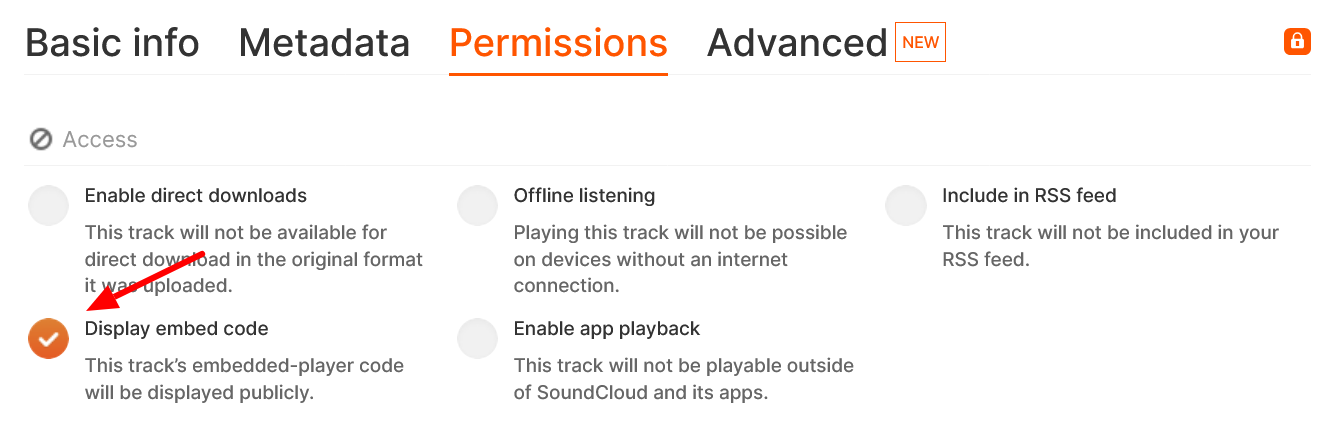 Basic info Metadata Permissions Advanced NEW
Access
Enable direct downloads
This track will not be available for
direct download in the original format
it was uploaded.
Offline listening
Playing this track will not be possible
on devices without an internet
connection.
Include in RSS feed
This track will not be included in your
RSS feed.
Display embed code
This track’s embedded-player code
will be displayed publicly.
Enable app playback
This track will not be playable outside
of SoundCloud and its apps.